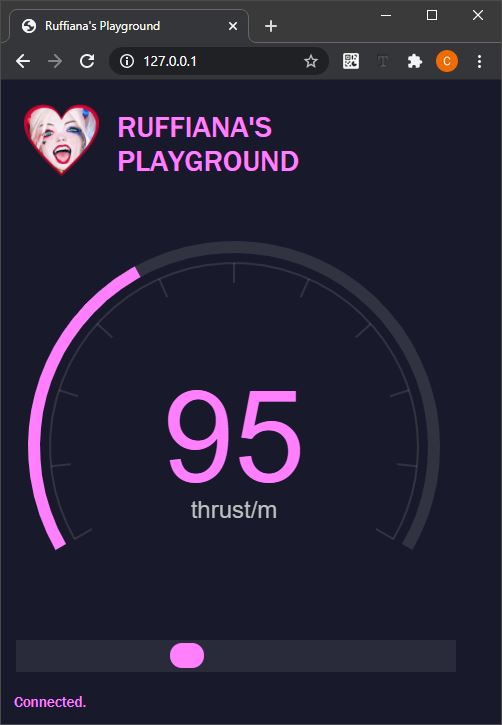 Ruffiana's Playground
127.0.0.1
T
C
RUFFIANA'S
PLAYGROUND
95
thrust/m
Connected.